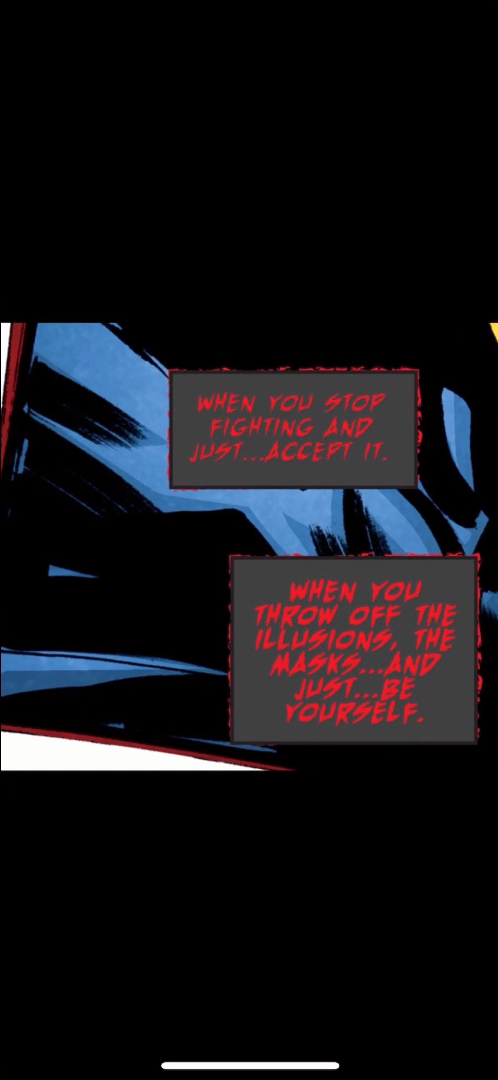 WHEN YOU STOP
FIGHTING AND
JUST...ACCEPT IT.
WHEN YOU
THROW OFF THE
ILLUSIONS, THE
MASKS...AND
JUST...BE
YOURSELF.